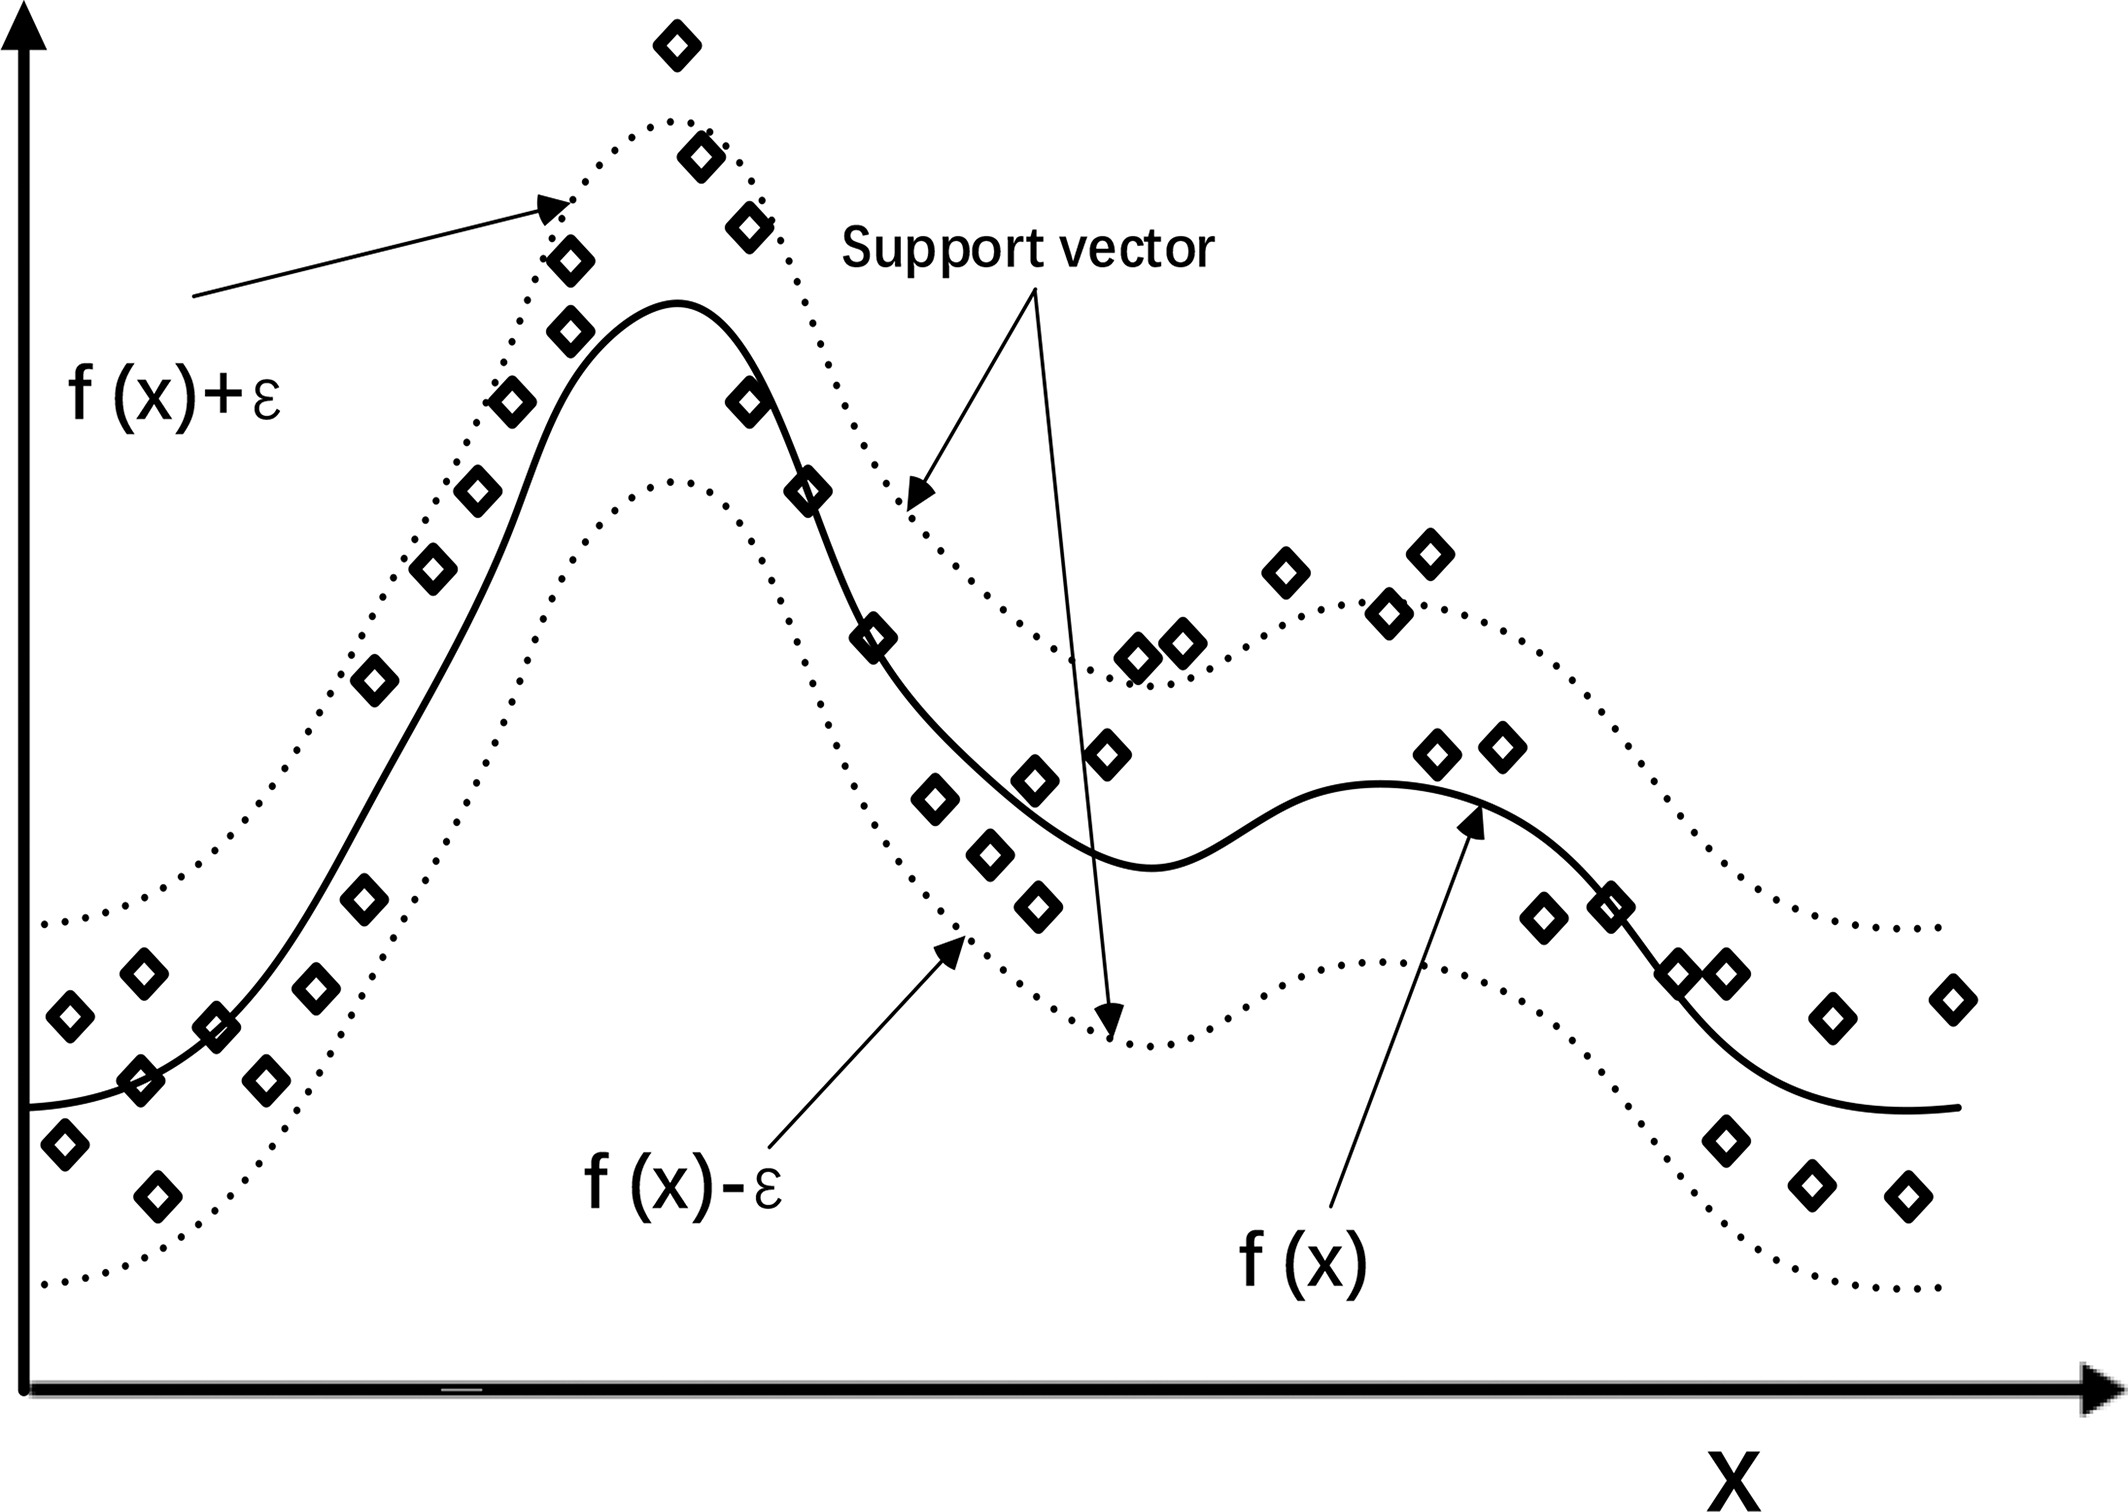 Support vector
f (x)+ε
f (x)-ε
f (x)
X